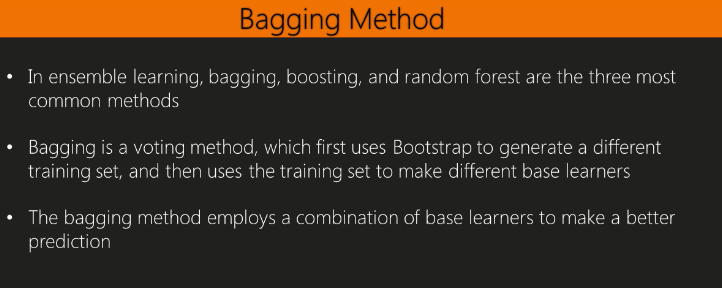 Bagging Method
• In ensemble learning, bagging, boosting, and random forest are the three most
common methods
• Bagging is a voting method, which first uses Bootstrap to generate a different
training set, and then uses the training set to make different base learners
• The bagging method employs a combination of base learners to make a better
prediction